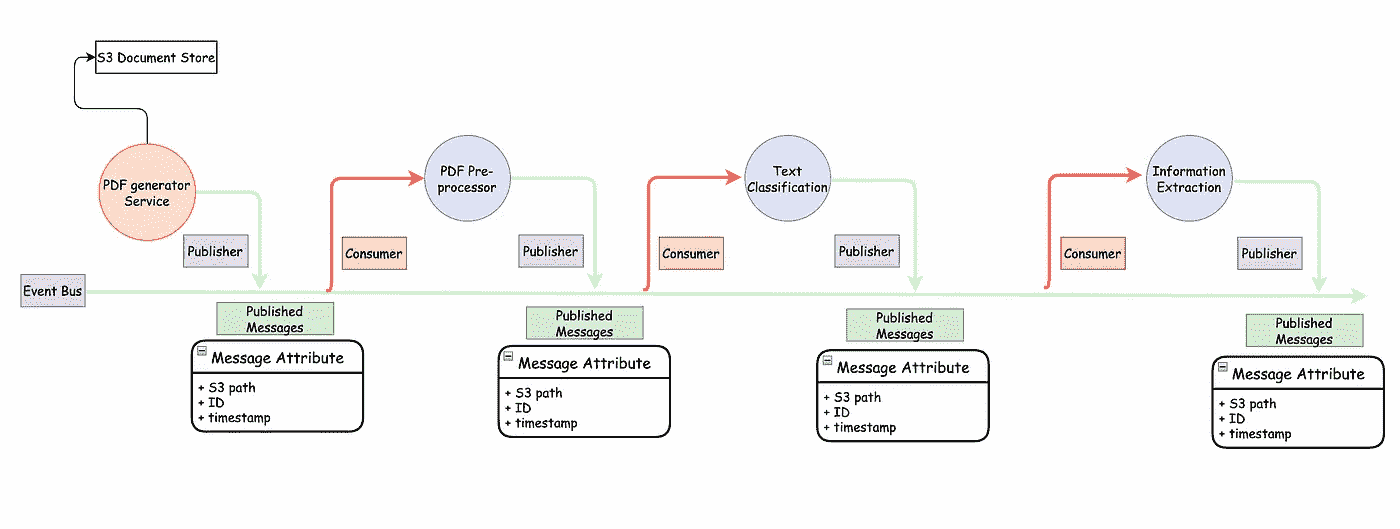 S3 Document Store
PDF generator
Service
PDF Pre-
processor
Text
Classification
Information
Extraction
Publisher
Consumer
Publisher
Consumer
Publisher
Consumer
Publisher
Event Bus
Published
Messages
Message Attribute
+ S3 path
+ ID
+ timestamp
Published
Messages
Message Attribute
+ S3 path
+ ID
+ timestamp
Published
Messages
Message Attribute
+ S3 path
+ ID
+ timestamp
Published
Messages
Message Attribute
+ S3 path
+ ID
+ timestamp